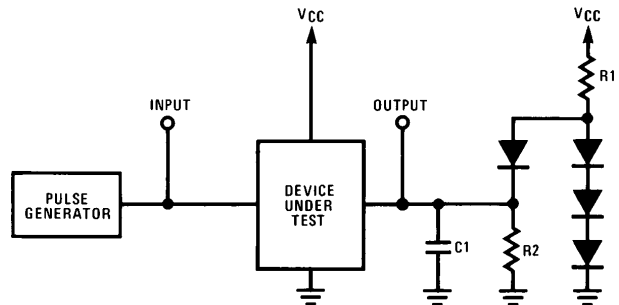 VCC
VCC
R1
INPUT
OUTPUT
PULSE
GENERATOR
DEVICE
UNDER
TEST
C1
R2